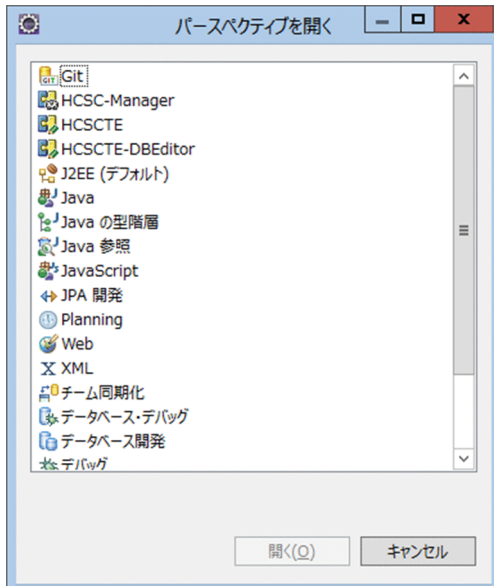 パースペクティブを開く
Git
HCSC-Manager
HCSCTE
HCSCTE-DBEditor
J2EE (デフォルト)
Java
Java の型階層
Java 参照
JavaScript
JPA 開発
Planning
Web
XML
チーム同期化
データベース・デバッグ
データベース開発
デバッグ
開く(O)
キャンセル